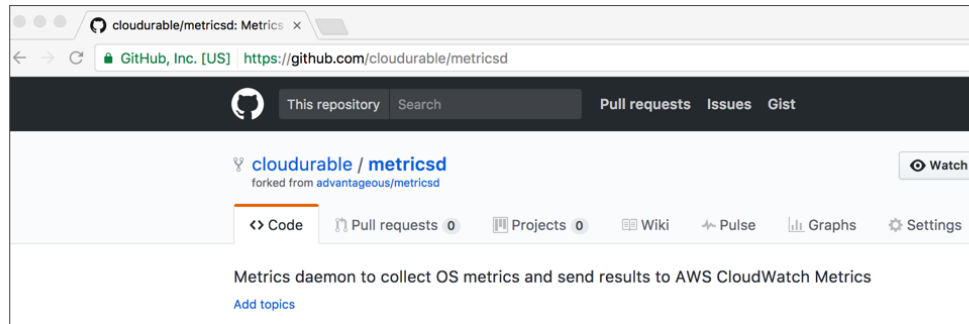 cloudurable/metricsd: Metrics
GitHub, Inc. [US] https://github.com/cloudurable/metricsd
This repository Search Pull requests Issues Gist
cloudurable / metricsd Watch
forked from advantageous/metricsd
Code Pull requests 0 Projects 0 Wiki Pulse Graphs Settings
Metrics daemon to collect OS metrics and send results to AWS CloudWatch Metrics
Add topics